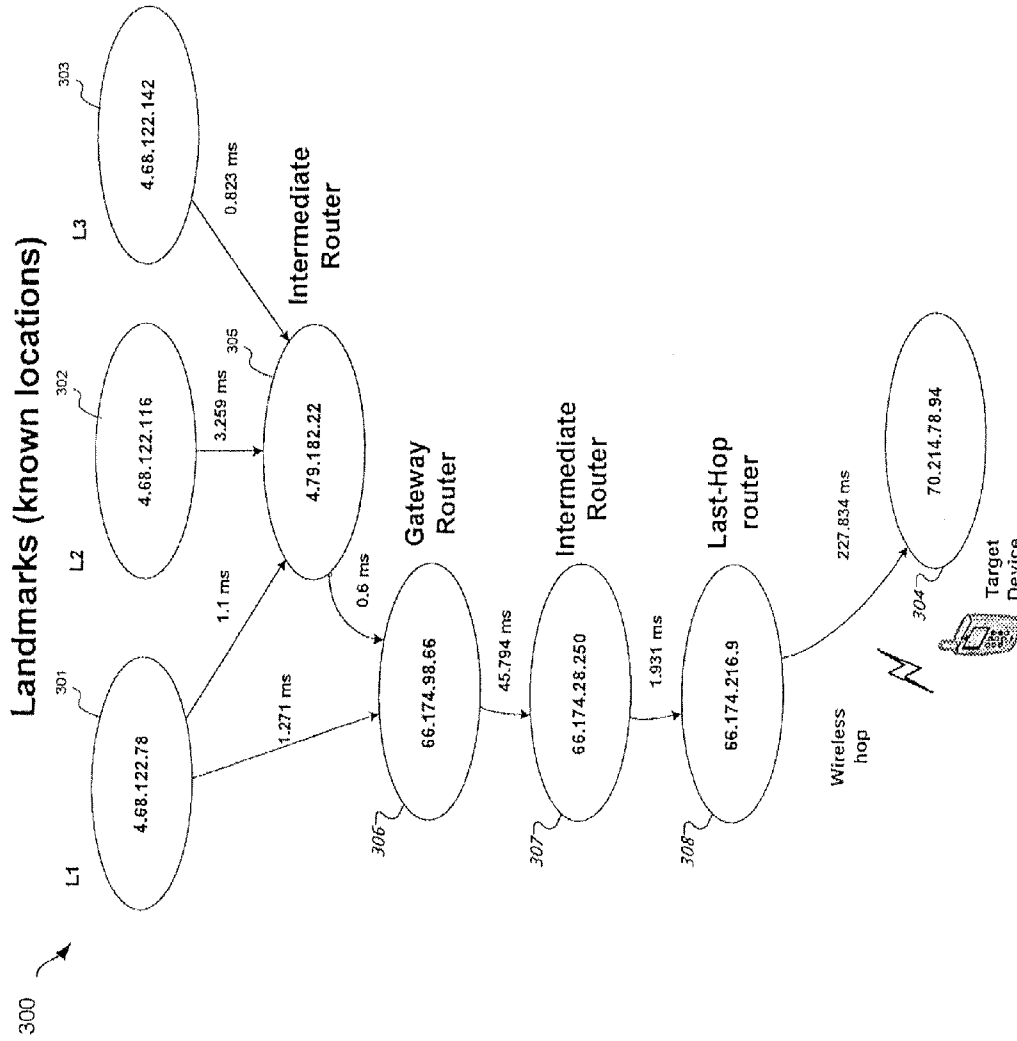 300
Landmarks (known locations)
L1
301
4.68.122.78
L2
302
4.68.122.116
L3
303
4.68.122.142
1.1 ms
3.259 ms
0.823 ms
1.271 ms
305
4.79.182.22
Intermediate
Router
0.6 ms
306
66.174.98.66
Gateway
Router
45.794 ms
307
66.174.28.250
Intermediate
Router
1.931 ms
308
66.174.216.9
Last-Hop
router
Wireless
hop
227.834 ms
304
70.214.78.94
Target
Device